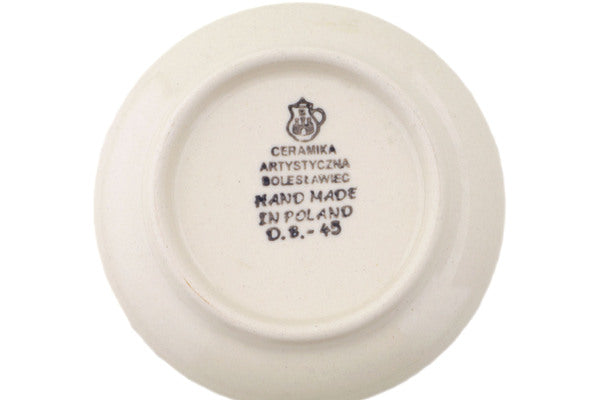 CERAMIKA
ARTYSTYCZNA
BOLESŁAWIEC
HAND MADE
IN POLAND
D.B.-45